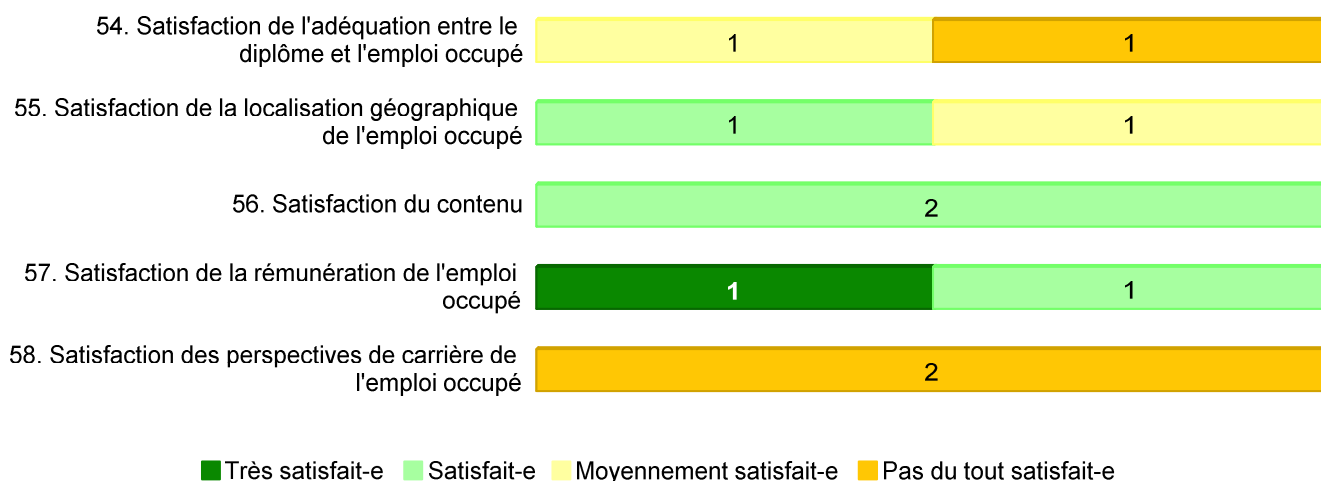 54. Satisfaction de l'adéquation entre le
diplôme et l'emploi occupé
1 1
55. Satisfaction de la localisation géographique
de l'emploi occupé
1 1
56. Satisfaction du contenu
2
57. Satisfaction de la rémunération de l'emploi
occupé
1 1
58. Satisfaction des perspectives de carrière de
l'emploi occupé
2
Très satisfait-e Satisfait-e Moyennement satisfait-e Pas du tout satisfait-e